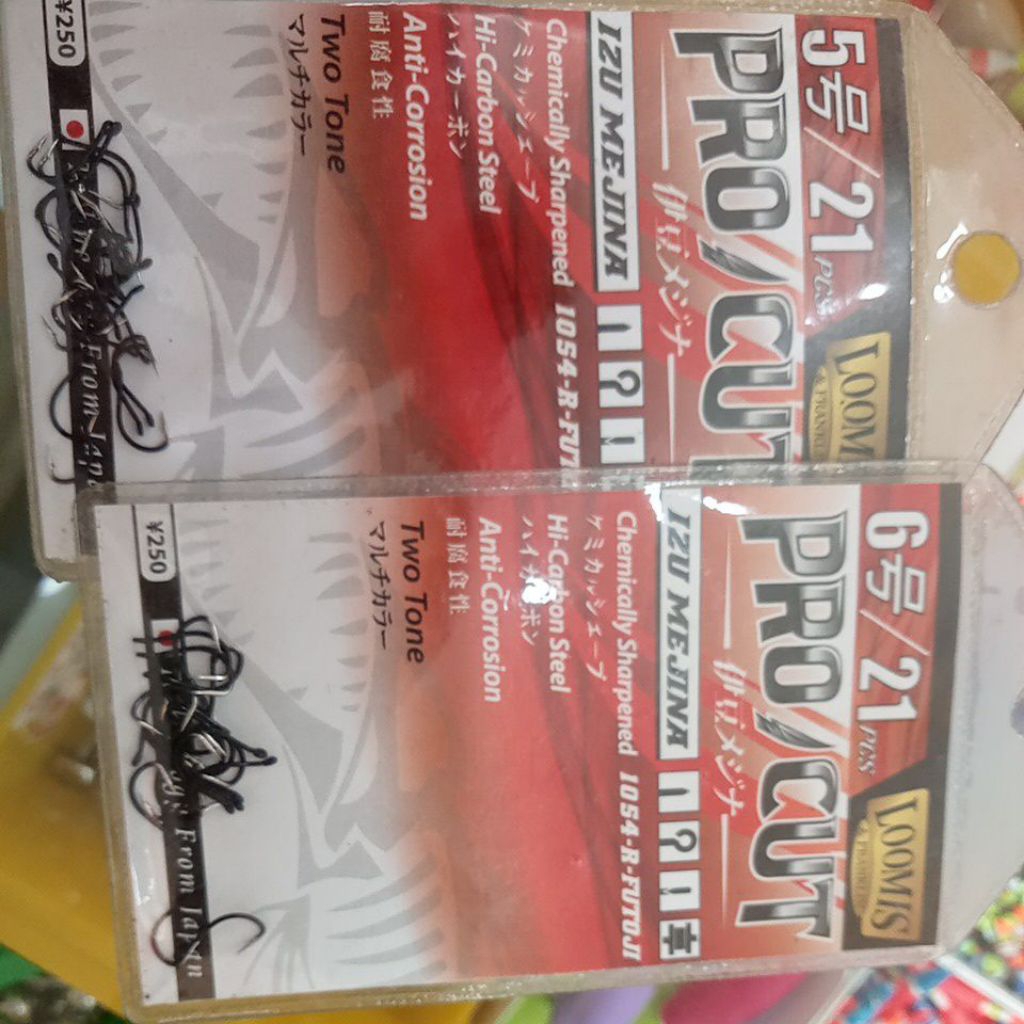 5号/21PCS
LOOMIS
& FRANKLIN
PRO/CUT
伊豆メジナ
IZU MEJINA
Chemically Sharpened 1054-R-FUT
ケミカルシェープ
Hi-Carbon Steel
ハイカーボン
Anti-Corrosion
耐腐食性
Two Tone
マルチカラー
¥250
From Japan
6号/21PCS
LOOMIS
& FRANKLIN
PRO/CUT
伊豆メジナ
IZU MEJINA
Chemically Sharpened 1054-R-FUTOJI
ケミカルシェープ
Hi-Carbon Steel
ハイカーボン
Anti-Corrosion
耐腐食性
Two Tone
マルチカラー
¥250
From Japan